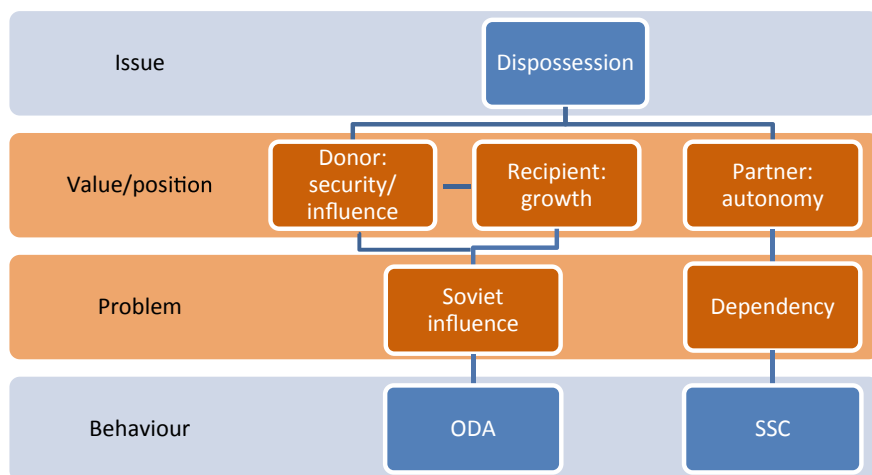 Issue
Dispossession
Value/position
Donor:
security/
influence
Recipient:
growth
Partner:
autonomy
Problem
Soviet
influence
Dependency
Behaviour
ODA
SSC